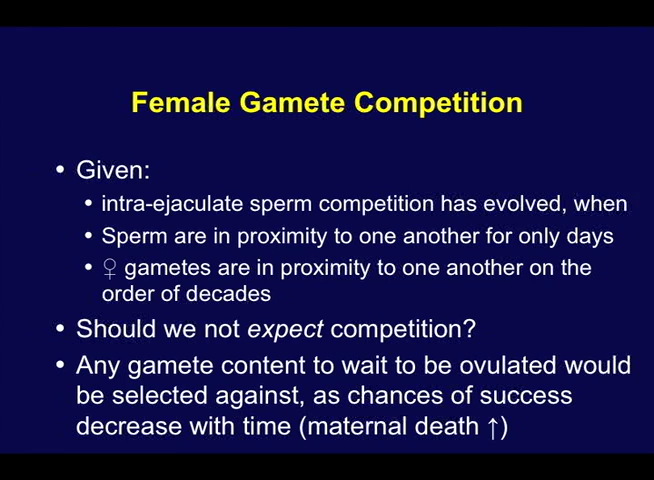 Female Gamete Competition
• Given:
• intra-ejaculate sperm competition has evolved, when
• Sperm are in proximity to one another for only days
• ♀ gametes are in proximity to one another on the
order of decades
• Should we not expect competition?
• Any gamete content to wait to be ovulated would
be selected against, as chances of success
decrease with time (maternal death ↑)